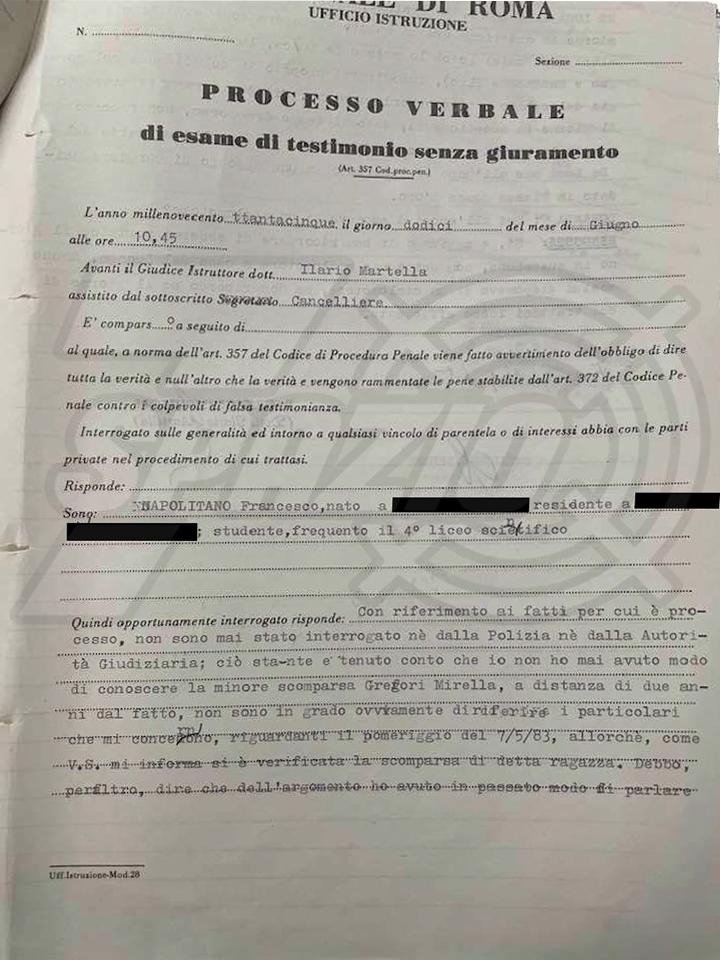 DI ROMA
UFFICIO ISTRUZIONE
N.
Sezione
PROCESSO VERBALE
di esame di testimonio senza giuramento
(Art. 357 Cod.proc.pen.)
L'anno millenovecento ttantacinque il giorno dodici del mese di Giugno
alle ore 10,45
Avanti il Giudice Istruttore dott. Ilario Martella
assistito dal sottoscritto Segretario Cancelliere
E' compars o a seguito di
al quale, a norma dell'art. 357 del Codice di Procedura Penale viene fatto avvertimento dell'obbligo di dire
tutta la verità e null'altro che la verità e vengono rammentate le pene stabilite dall'art. 372 del Codice Pe-
nale contro i colpevoli di falsa testimonianza.
Interrogato sulle generalità ed intorno a qualsiasi vincolo di parentela o di interessi abbia con le parti
private nel procedimento di cui trattasi.
Risponde:
Sono: NAPOLITANO Francesco,nato a residente a
; studente,frequento il 4º liceo scientifico
Quindi opportunamente interrogato risponde: Con riferimento ai fatti per cui è pro-
cesso, non sono mai stato interrogato nè dalla Polizia nè dalla Autori-
tà Giudiziaria; ciò sta-nte e tenuto conto che io non ho mai avuto modo
di conoscere la minore scomparsa Gregori Mirella, a distanza di due an-
ni dal fatto, non sono in grado ovviamente di riferire i particolari
che mi concernono, riguardanti il pomeriggio del 7/5/83, allorchè, come
V.S. mi informa si è verificata la scomparsa di detta ragazza. Debbo,
peraltro, dire che dell'argomento ho avuto in passato modo di parlare
Uff.Istruzione-Mod.28